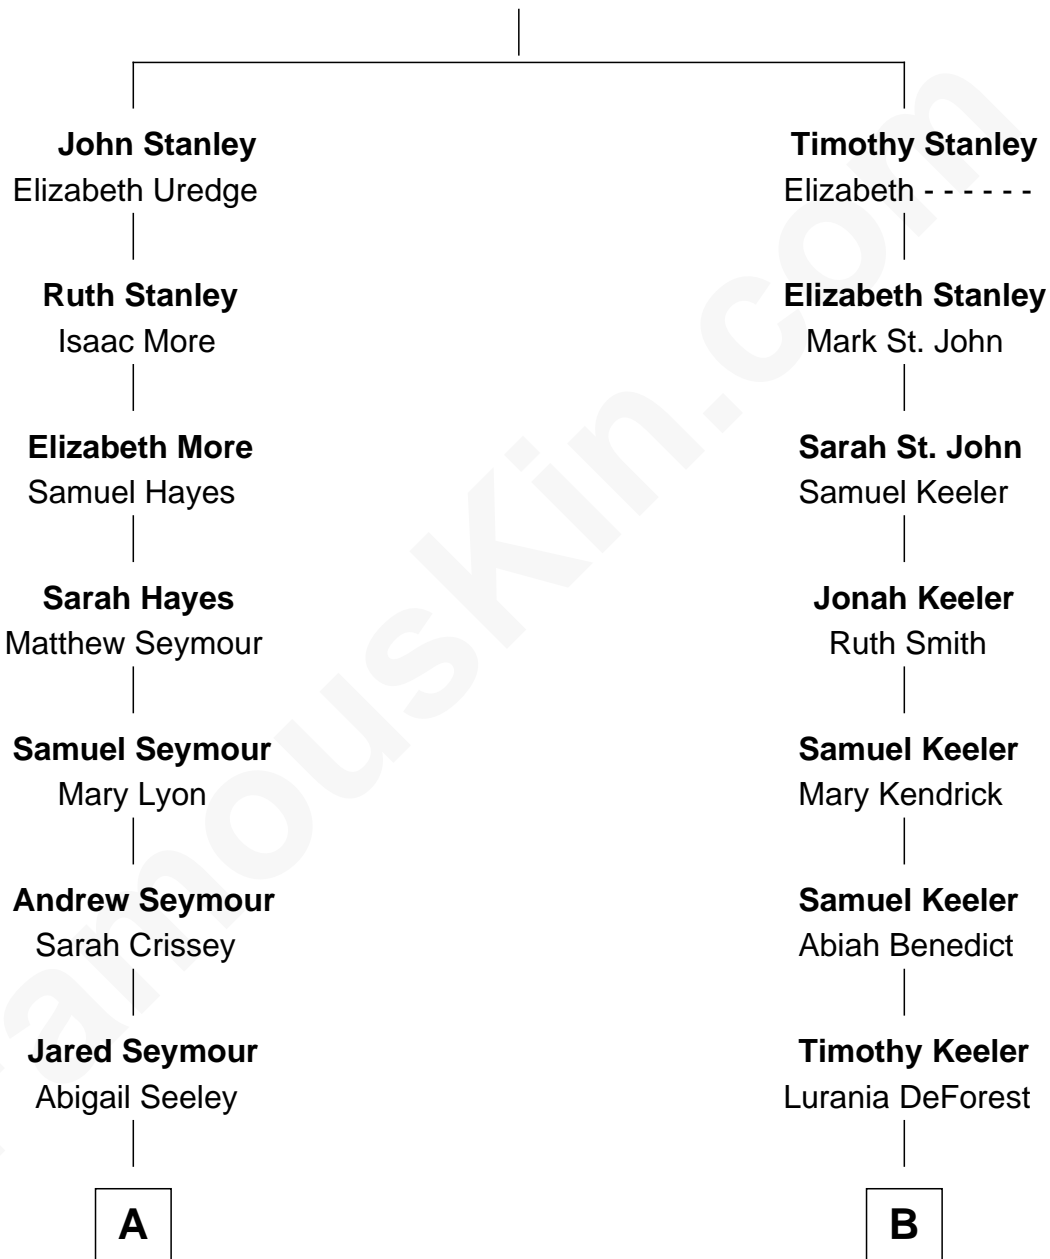 John Stanley
Elizabeth Uredge
Ruth Stanley
Isaac More
Elizabeth More
Samuel Hayes
Sarah Hayes
Matthew Seymour
Samuel Seymour
Mary Lyon
Andrew Seymour
Sarah Crissey
Jared Seymour
Abigail Seeley
A
Timothy Stanley
Elizabeth - - - - - -
Elizabeth Stanley
Mark St. John
Sarah St. John
Samuel Keeler
Jonah Keeler
Ruth Smith
Samuel Keeler
Mary Kendrick
Samuel Keeler
Abiah Benedict
Timothy Keeler
Lurania DeForest
B
FamousKin.com